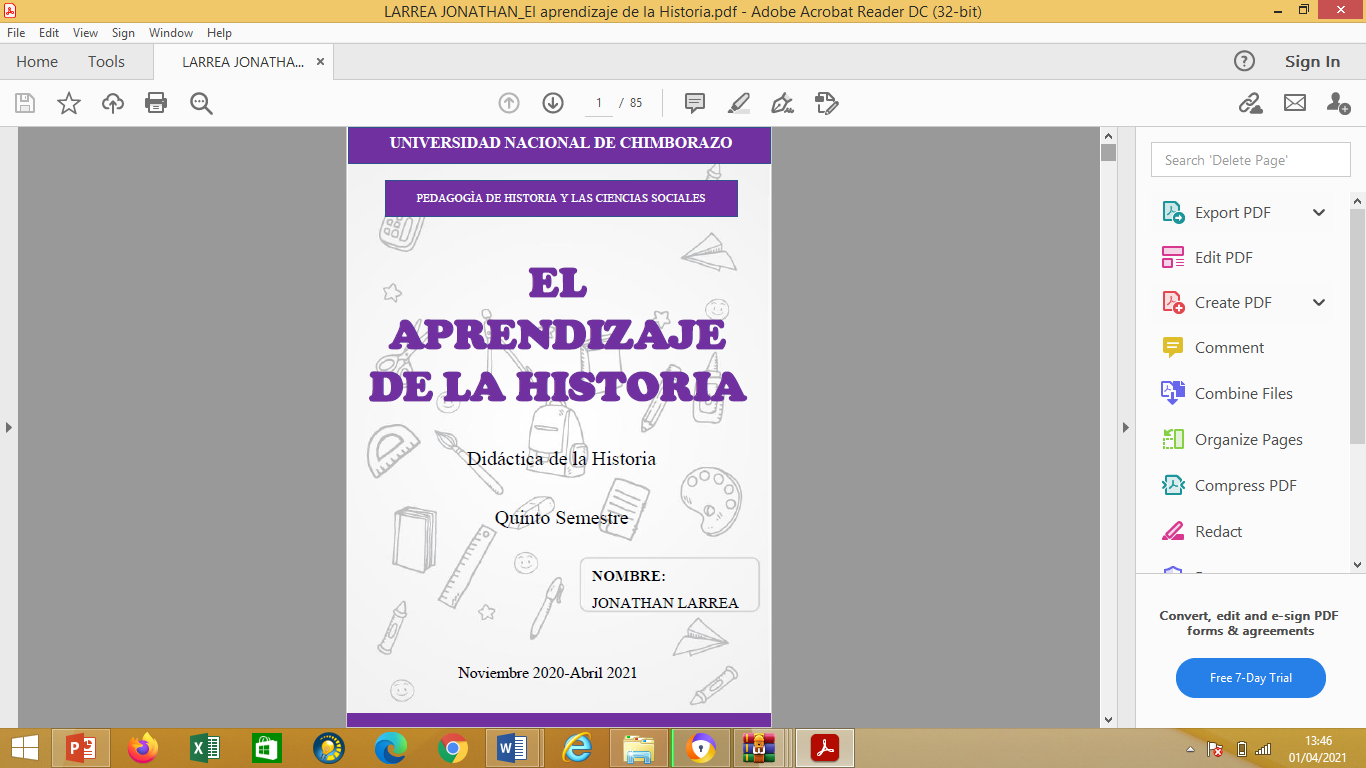 LARREA JONATHAN_El aprendizaje de la Historia.pdf - Adobe Acrobat Reader DC (32-bit)
File Edit View Sign Window Help
Home Tools LARREA JONATHA... × Sign In
1 / 85
UNIVERSIDAD NACIONAL DE CHIMBORAZO
PEDAGOGÌA DE HISTORIA Y LAS CIENCIAS SOCIALES
EL
APRENDIZAJE
DE LA HISTORIA
Didáctica de la Historia
Quinto Semestre
NOMBRE:
JONATHAN LARREA
Noviembre 2020-Abril 2021
Search 'Delete Page'
Export PDF
Edit PDF
Create PDF
Comment
Combine Files
Organize Pages
Compress PDF
Redact
Convert, edit and e-sign PDF
forms & agreements
Free 7-Day Trial
13:46
01/04/2021